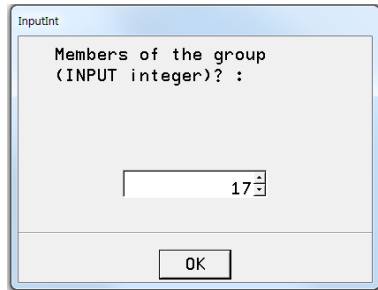 InputInt
Members of the group
(INPUT integer)? :
17
OK